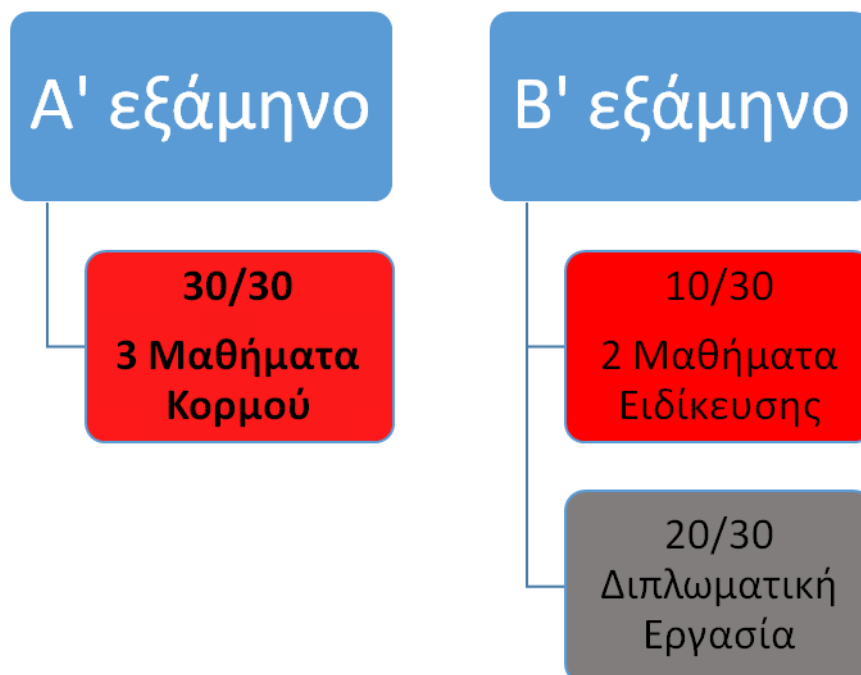 Α' εξάμηνο
30/30
3 Μαθήματα
Κορμού
Β' εξάμηνο
10/30
2 Μαθήματα
Ειδίκευσης
20/30
Διπλωματική
Εργασία